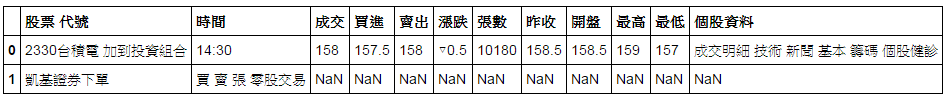 股票 代號 時間 成交 買進 賣出 漲跌 張數 昨收 開盤 最高 最低 個股資料
0 2330台積電 加到投資組合 14:30 158 157.5 158 ▽0.5 10180 158.5 158.5 159 157 成交明細 技術 新聞 基本 籌碼 個股健診
1 凱基證券下單 買 賣 張 零股交易 NaN NaN NaN NaN NaN NaN NaN NaN NaN NaN